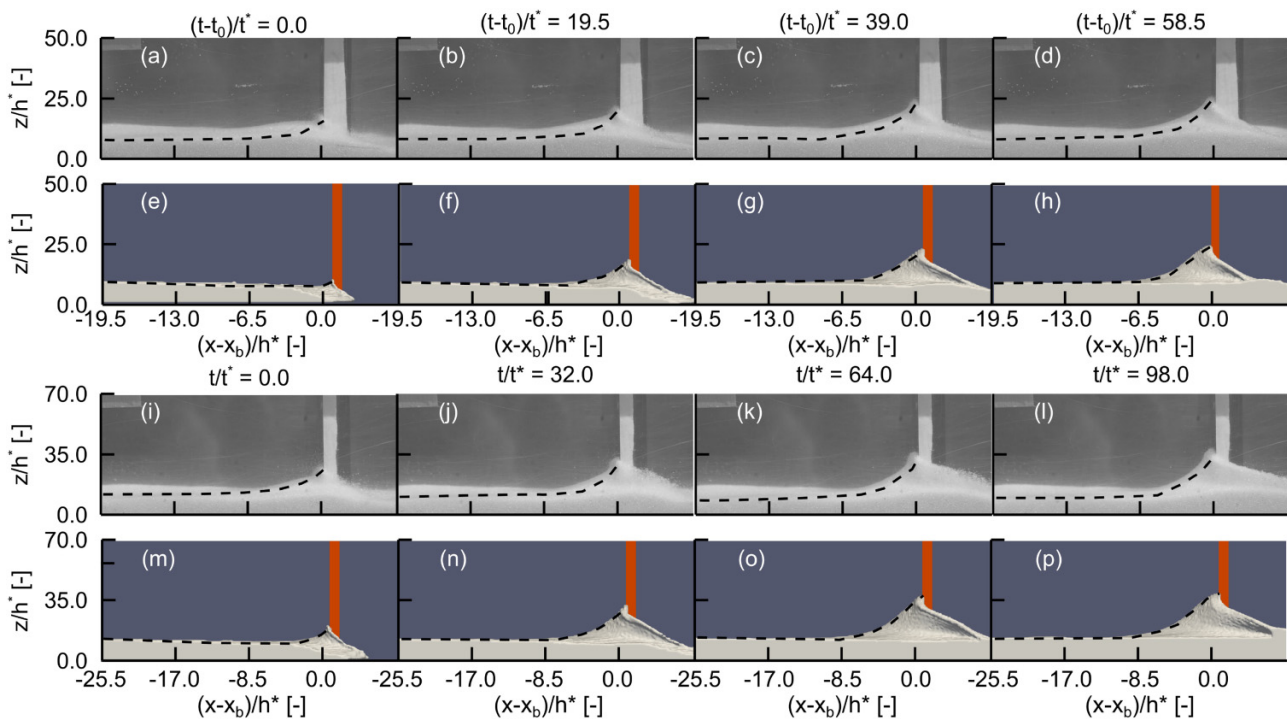 (t-t₀)/t* = 0.0 (t-t₀)/t* = 19.5 (t-t₀)/t* = 39.0 (t-t₀)/t* = 58.5
50.0 (a) (b) (c) (d)
z/h* [-]
25.0
0.0
50.0 (e) (f) (g) (h)
z/h* [-]
25.0
0.0
-19.5 -13.0 -6.5 0.0 -19.5 -13.0 -6.5 0.0 -19.5 -13.0 -6.5 0.0 -19.5 -13.0 -6.5 0.0
(x-x_b)/h* [-] (x-x_b)/h* [-] (x-x_b)/h* [-] (x-x_b)/h* [-]
t/t* = 0.0 t/t* = 32.0 t/t* = 64.0 t/t* = 98.0
70.0 (i) (j) (k) (l)
z/h* [-]
35.0
0.0
70.0 (m) (n) (o) (p)
z/h* [-]
35.0
0.0
-25.5 -17.0 -8.5 0.0 -25.5 -17.0 -8.5 0.0 -25.5 -17.0 -8.5 0.0 -25.5 -17.0 -8.5 0.0
(x-x_b)/h* [-] (x-x_b)/h* [-] (x-x_b)/h* [-] (x-x_b)/h* [-]